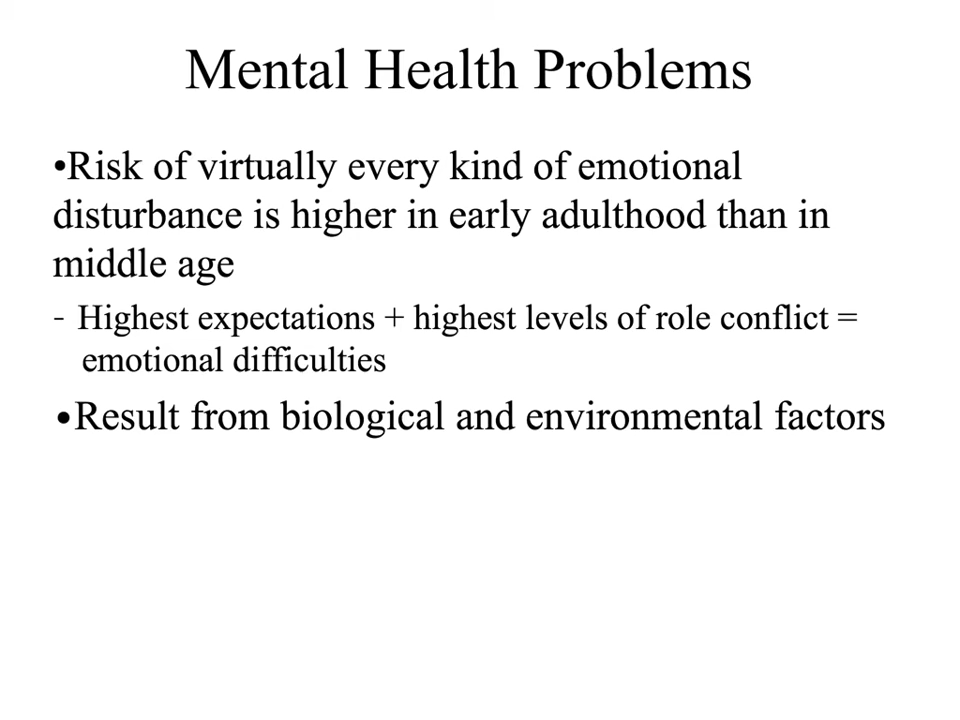 Mental Health Problems
•Risk of virtually every kind of emotional
disturbance is higher in early adulthood than in
middle age
- Highest expectations + highest levels of role conflict =
emotional difficulties
•Result from biological and environmental factors